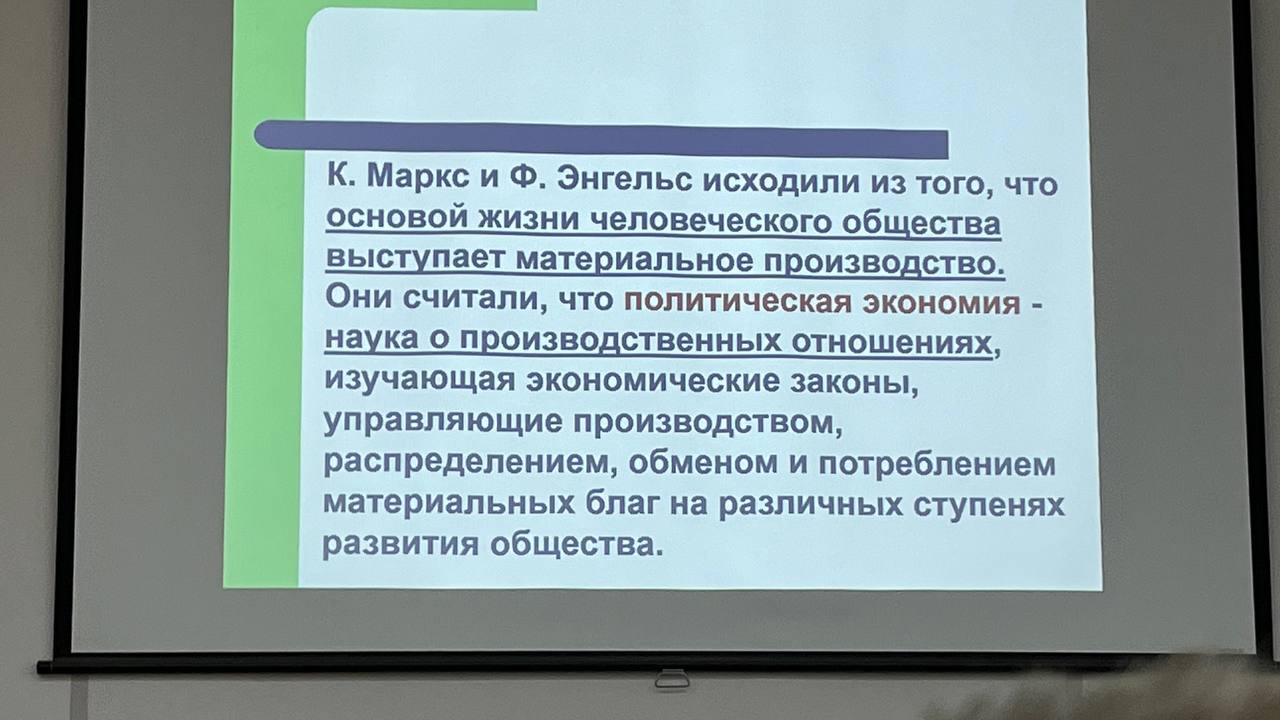 К. Маркс и Ф. Энгельс исходили из того, что
основой жизни человеческого общества
выступает материальное производство.
Они считали, что политическая экономия -
наука о производственных отношениях,
изучающая экономические законы,
управляющие производством,
распределением, обменом и потреблением
материальных благ на различных ступенях
развития общества.